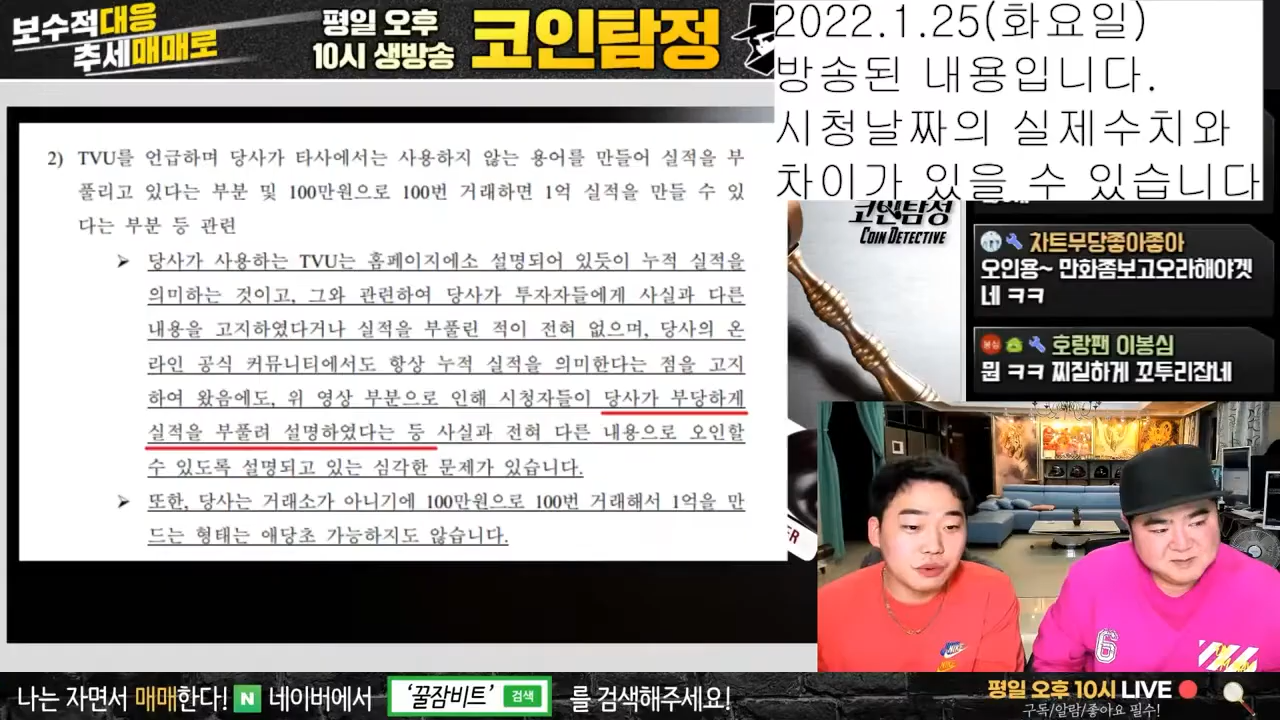 보수적대응
추세매매로
평일 오후
10시 생방송
코인탐정
2022.1.25(화요일)
방송된 내용입니다.
시청날짜의 실제수치와
차이가 있을 수 있습니다
2) TVU를 언급하며 당사가 타사에서는 사용하지 않는 용어를 만들어 실적을 부
풀리고 있다는 부분 및 100만원으로 100번 거래하면 1억 실적을 만들 수 있
다는 부분 등 관련
➤ 당사가 사용하는 TVU는 홈페이지에소 설명되어 있듯이 누적 실적을
의미하는 것이고, 그와 관련하여 당사가 투자자들에게 사실과 다른
내용을 고지하였다거나 실적을 부풀린 적이 전혀 없으며, 당사의 온
라인 공식 커뮤니티에서도 항상 누적 실적을 의미한다는 점을 고지
하여 왔음에도, 위 영상 부분으로 인해 시청자들이 당사가 부당하게
실적을 부풀려 설명하였다는 등 사실과 전혀 다른 내용으로 오인할
수 있도록 설명되고 있는 심각한 문제가 있습니다.
➤ 또한, 당사는 거래소가 아니기에 100만원으로 100번 거래해서 1억을 만
드는 형태는 애당초 가능하지도 않습니다.
코인탐정
COIN DETECTIVE
차트무당좋아좋아
오인용~ 만화좀보고오라해야겟
네 ㅋㅋ
호랑팬 이봉심
뭔 ㅋㅋ 찌질하게 꼬투리잡네
6
NIKE
나는 자면서 매매한다! N 네이버에서 '꿀잠비트' 검색 를 검색해주세요!
평일 오후 10시 LIVE
구독/알람/좋아요 필수!